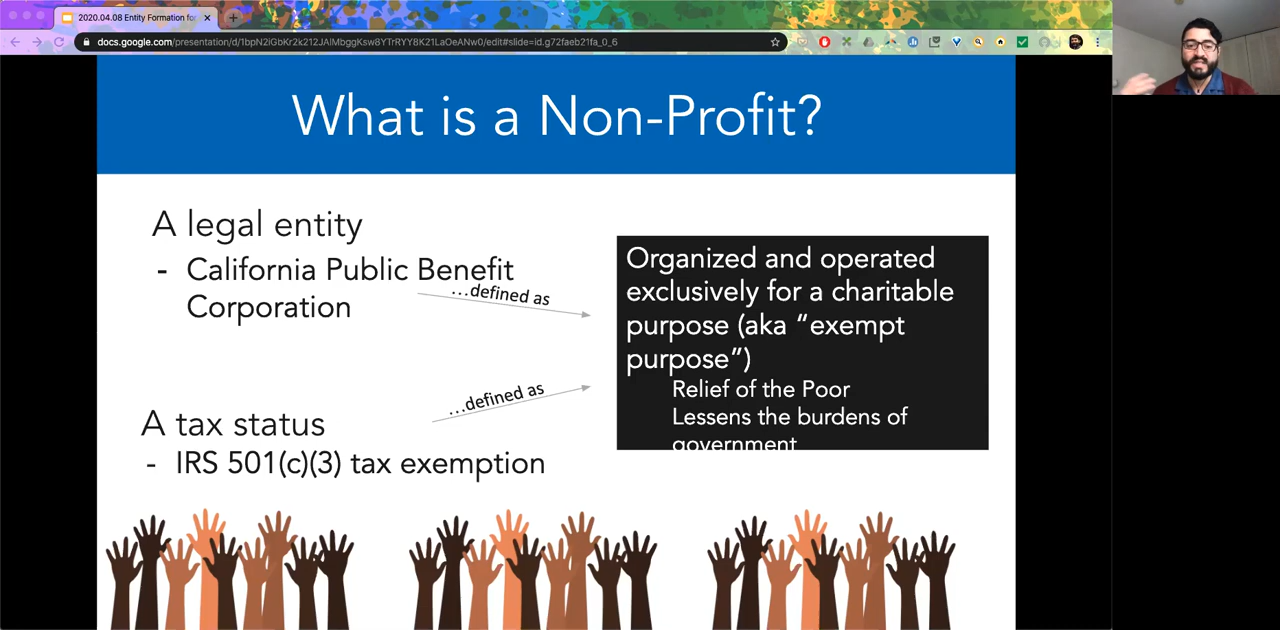 2020.04.08 Entity Formation for
docs.google.com/presentation/d/1bpN2iGbKr2k212JAlMbggKsw8YTrRYY8K21LaOeANw0/edit#slide=id.g72faeb21fa_0_6
What is a Non-Profit?
A legal entity
- California Public Benefit
Corporation
...defined as
Organized and operated
exclusively for a charitable
purpose (aka “exempt
purpose”)
Relief of the Poor
Lessens the burdens of
government
...defined as
A tax status
- IRS 501(c)(3) tax exemption